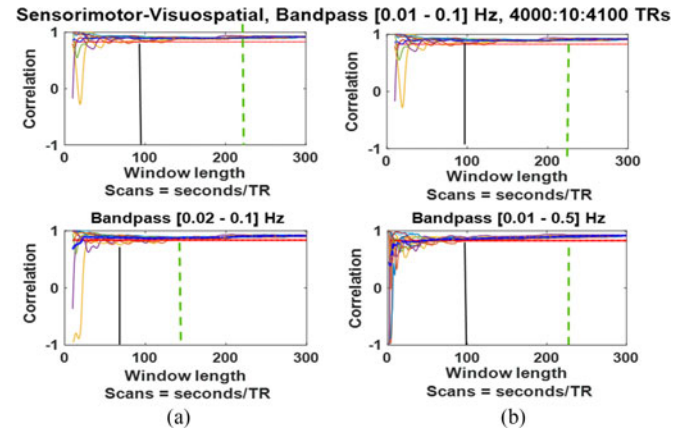 Sensorimotor-Visuospatial, Bandpass [0.01 - 0.1] Hz, 4000:10:4100 TRs
1
-1
Correlation
0 100 200 300
Window length
Scans = seconds/TR
1
-1
Correlation
0 100 200 300
Window length
Scans = seconds/TR
Bandpass [0.02 - 0.1] Hz
1
0
-1
Correlation
0 100 200 300
Window length
Scans = seconds/TR
(a)
Bandpass [0.01 - 0.5] Hz
1
0
-1
Correlation
0 100 200 300
Window length
Scans = seconds/TR
(b)